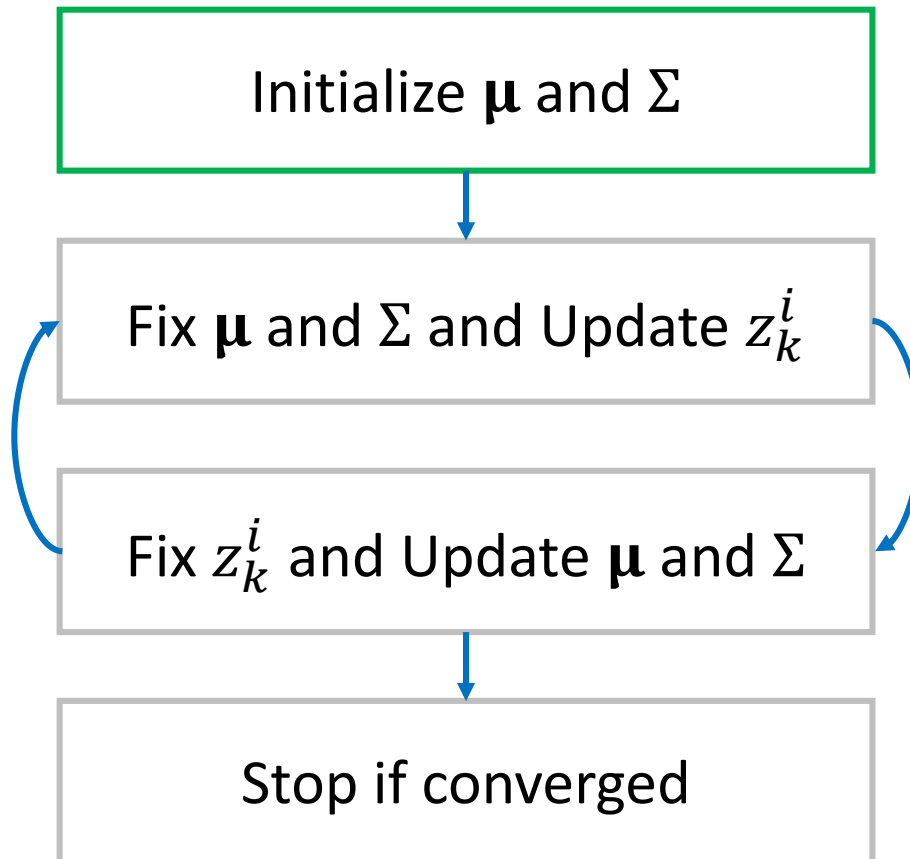 Initialize 𝛍 and Σ
Fix 𝛍 and Σ and Update $z_k^i$
Fix $z_k^i$ and Update 𝛍 and Σ
Stop if converged